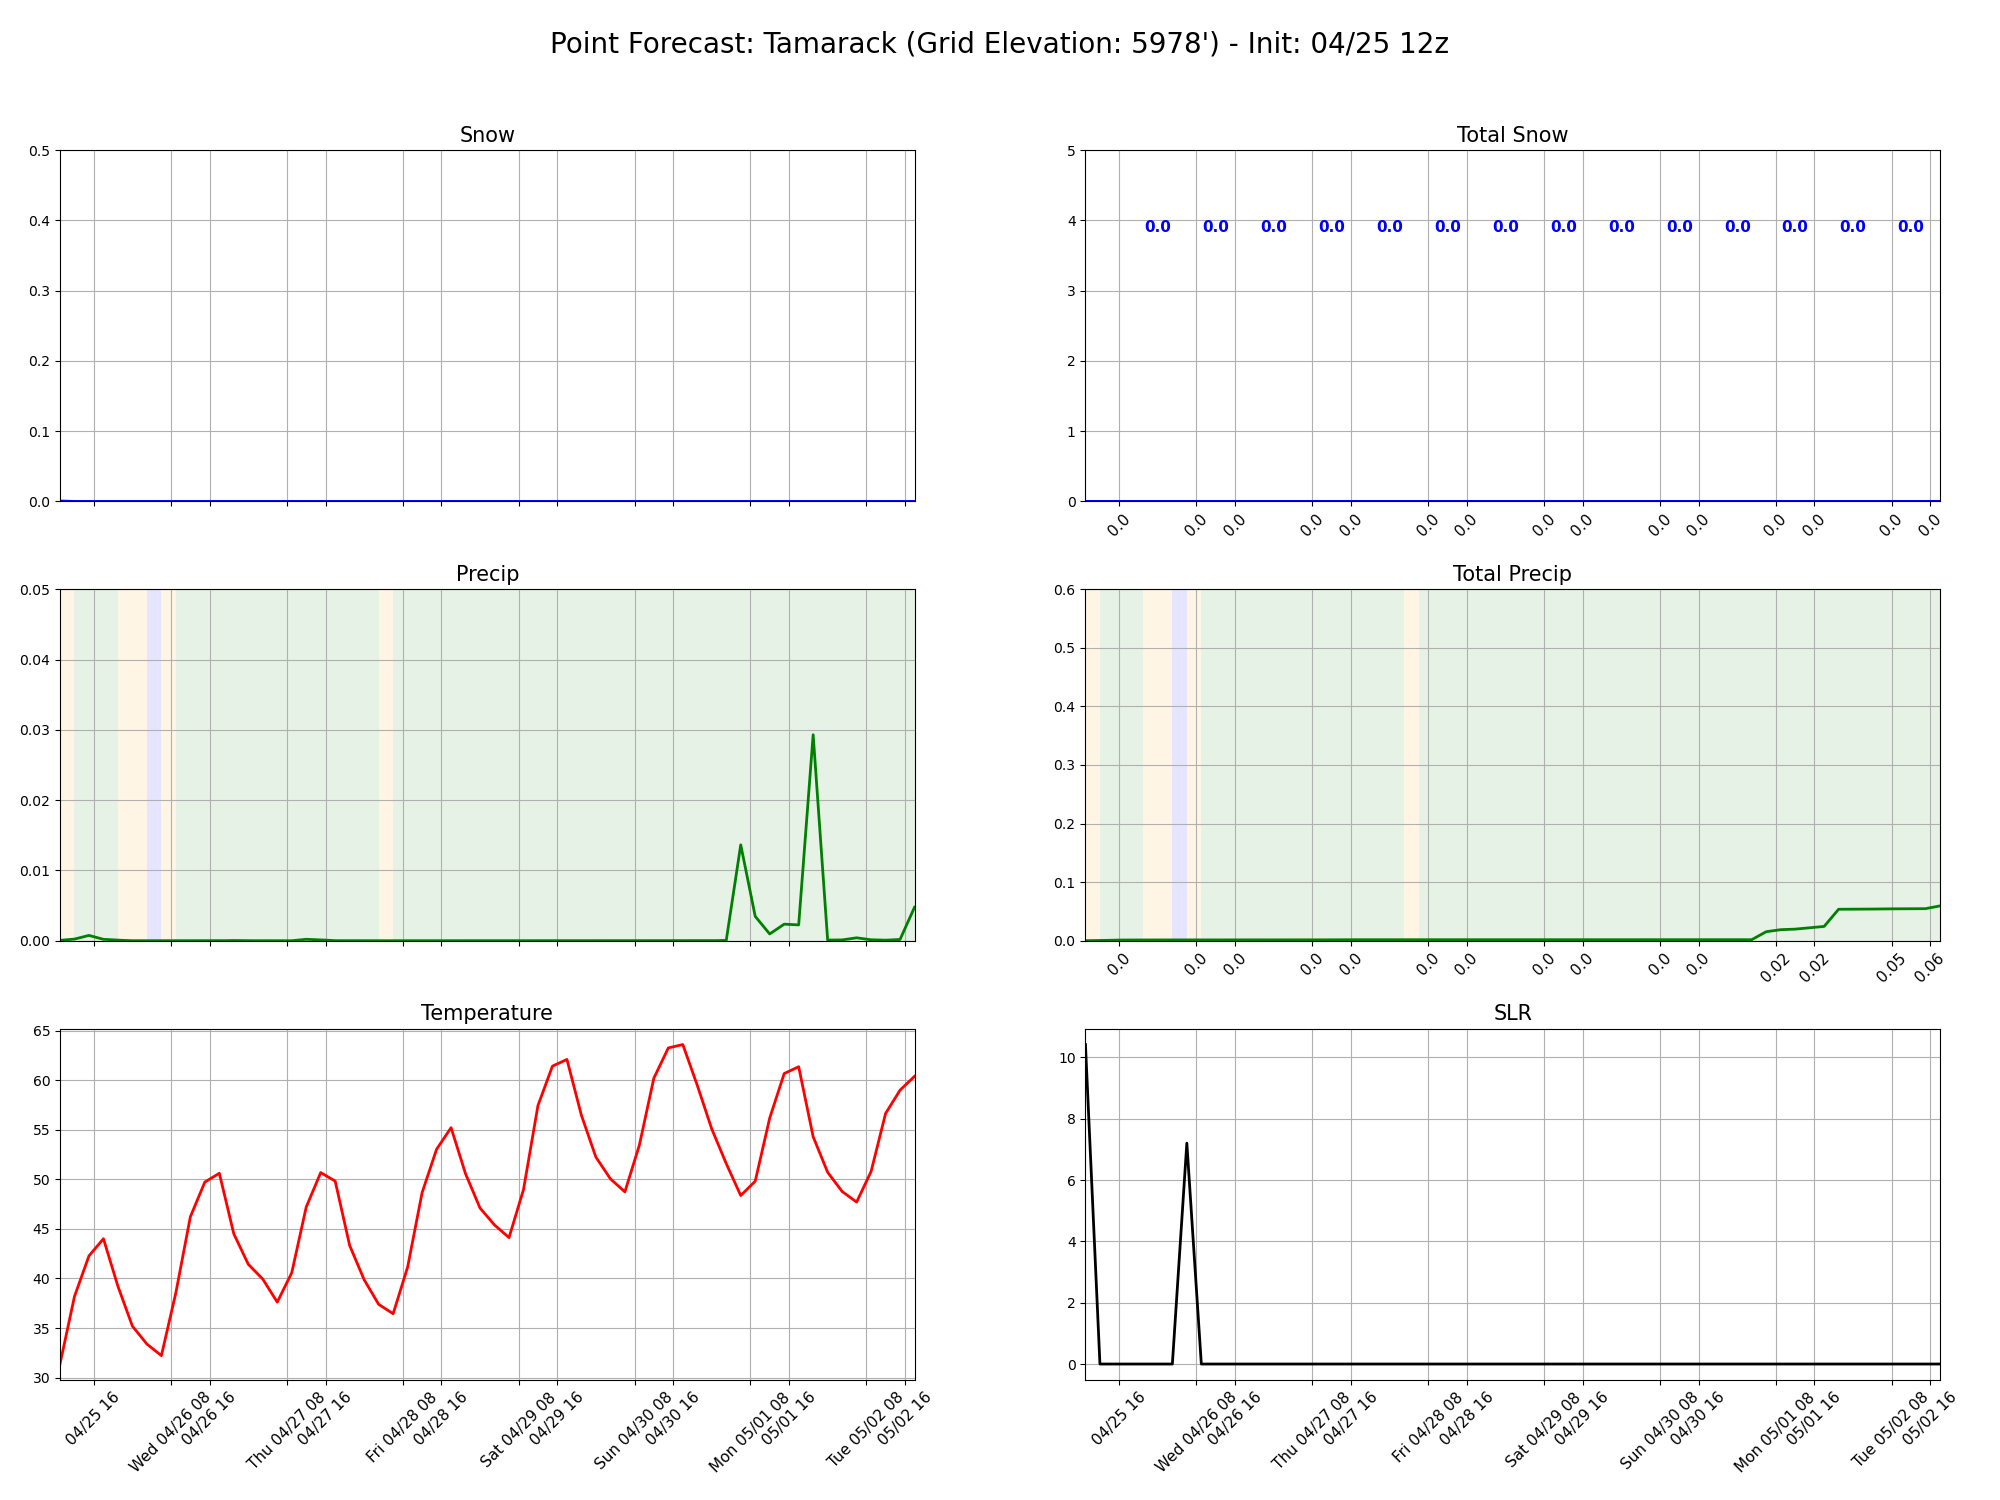 Point Forecast: Tamarack (Grid Elevation: 5978') - Init: 04/25 12z
Snow
0.5
0.4
0.3
0.2
0.1
0.0
Total Snow
5
4
3
2
1
0
0.0 0.0 0.0 0.0 0.0 0.0 0.0 0.0 0.0 0.0 0.0 0.0 0.0 0.0
0.0 0.0 0.0 0.0 0.0 0.0 0.0 0.0 0.0 0.0 0.0 0.0 0.0 0.0 0.0
Precip
0.05
0.04
0.03
0.02
0.01
0.00
Total Precip
0.6
0.5
0.4
0.3
0.2
0.1
0.0
0.0 0.0 0.0 0.0 0.0 0.0 0.0 0.0 0.0 0.0 0.0 0.02 0.02 0.05 0.06
Temperature
65
60
55
50
45
40
35
30
04/25 16
Wed 04/26 08
04/26 16
Thu 04/27 08
04/27 16
Fri 04/28 08
04/28 16
Sat 04/29 08
04/29 16
Sun 04/30 08
04/30 16
Mon 05/01 08
05/01 16
Tue 05/02 08
05/02 16
SLR
10
8
6
4
2
0
04/25 16
Wed 04/26 08
04/26 16
Thu 04/27 08
04/27 16
Fri 04/28 08
04/28 16
Sat 04/29 08
04/29 16
Sun 04/30 08
04/30 16
Mon 05/01 08
05/01 16
Tue 05/02 08
05/02 16